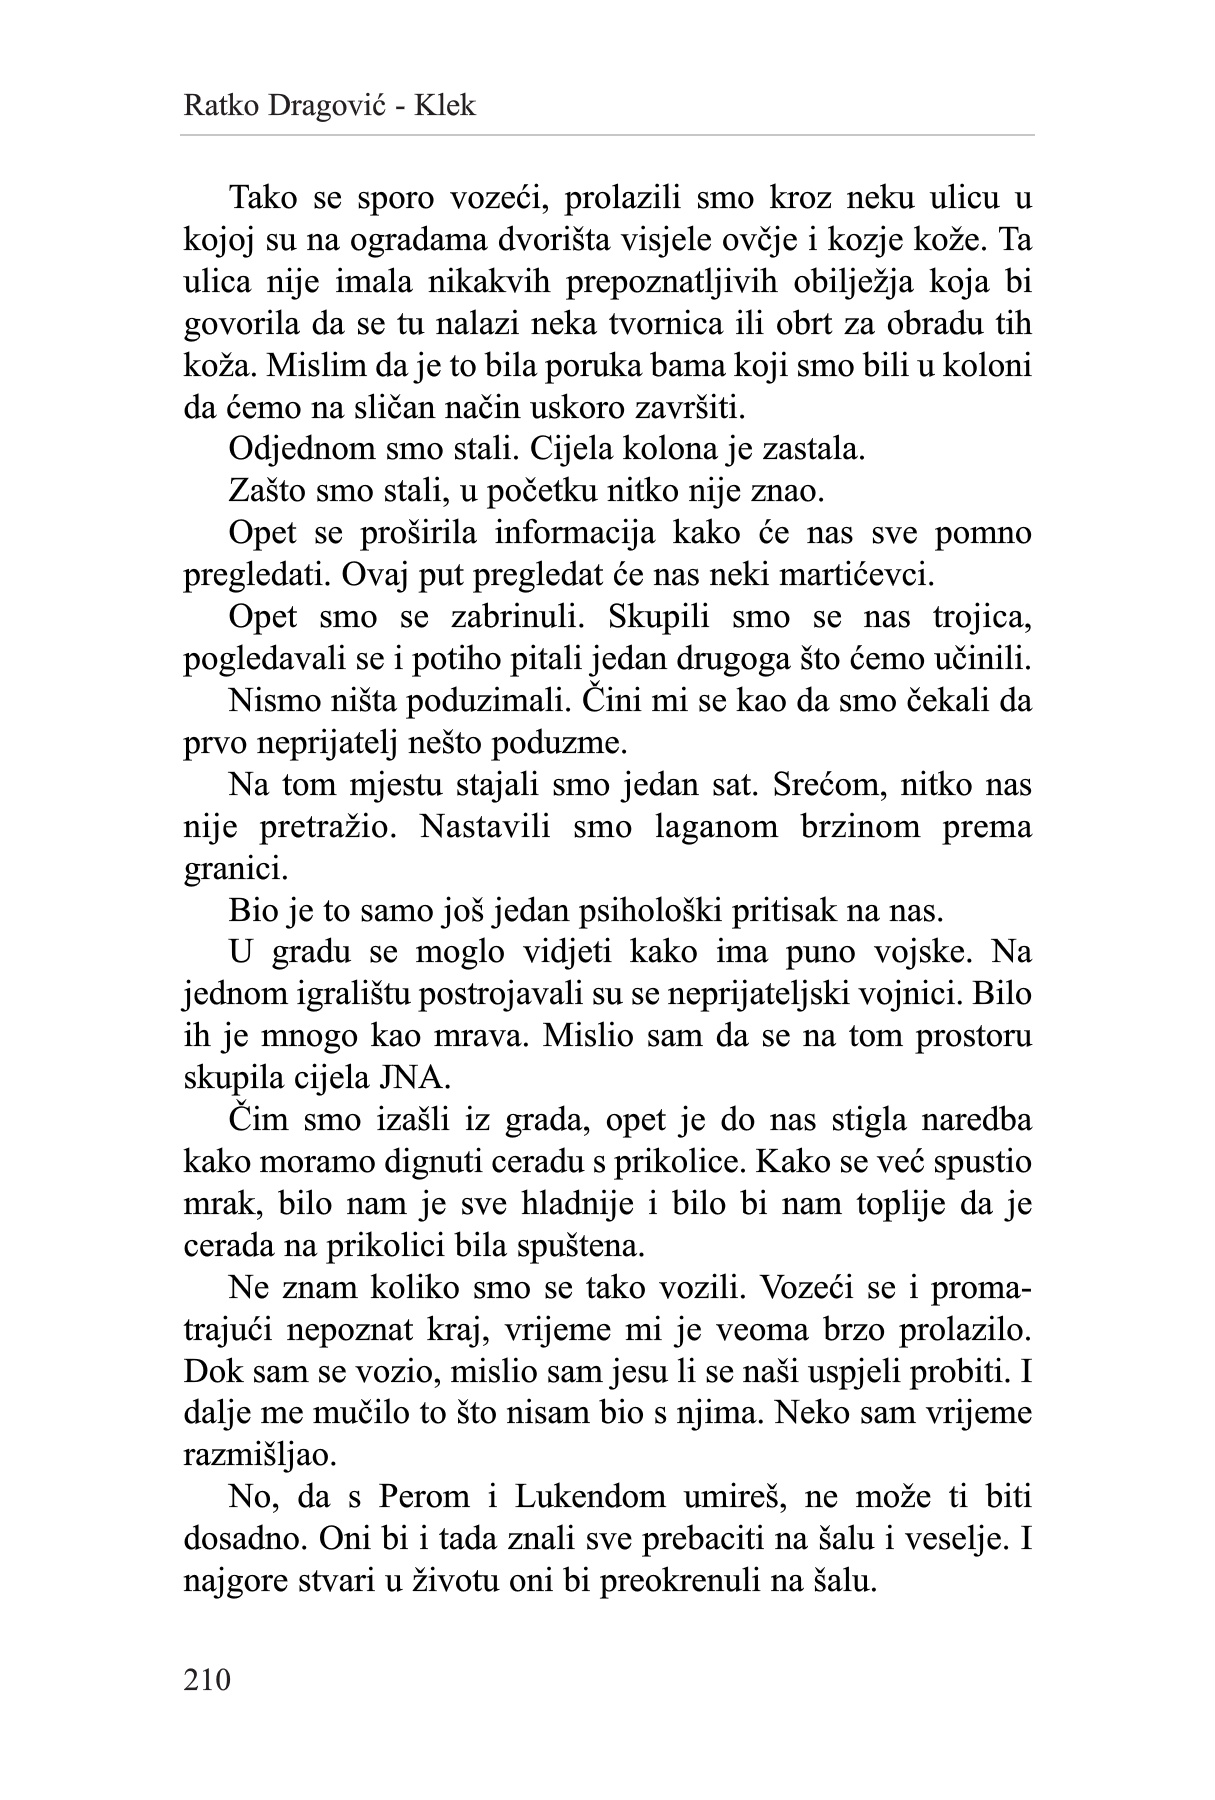 Ratko Dragović - Klek
Tako se sporo vozeći, prolazili smo kroz neku ulicu u
kojoj su na ogradama dvorišta visjele ovčje i kozje kože. Ta
ulica nije imala nikakvih prepoznatljivih obilježja koja bi
govorila da se tu nalazi neka tvornica ili obrt za obradu tih
koža. Mislim da je to bila poruka bama koji smo bili u koloni
da ćemo na sličan način uskoro završiti.
Odjednom smo stali. Cijela kolona je zastala.
Zašto smo stali, u početku nitko nije znao.
Opet se proširila informacija kako će nas sve pomno
pregledati. Ovaj put pregledat će nas neki martićevci.
Opet smo se zabrinuli. Skupili smo se nas trojica,
pogledavali se i potiho pitali jedan drugoga što ćemo učinili.
Nismo ništa poduzimali. Čini mi se kao da smo čekali da
prvo neprijatelj nešto poduzme.
Na tom mjestu stajali smo jedan sat. Srećom, nitko nas
nije pretražio. Nastavili smo laganom brzinom prema
granici.
Bio je to samo još jedan psihološki pritisak na nas.
U gradu se moglo vidjeti kako ima puno vojske. Na
jednom igralištu postrojavali su se neprijateljski vojnici. Bilo
ih je mnogo kao mrava. Mislio sam da se na tom prostoru
skupila cijela JNA.
Čim smo izašli iz grada, opet je do nas stigla naredba
kako moramo dignuti ceradu s prikolice. Kako se već spustio
mrak, bilo nam je sve hladnije i bilo bi nam toplije da je
cerada na prikolici bila spuštena.
Ne znam koliko smo se tako vozili. Vozeći se i proma-
trajući nepoznat kraj, vrijeme mi je veoma brzo prolazilo.
Dok sam se vozio, mislio sam jesu li se naši uspjeli probiti. I
dalje me mučilo to što nisam bio s njima. Neko sam vrijeme
razmišljao.
No, da s Perom i Lukendom umireš, ne može ti biti
dosadno. Oni bi i tada znali sve prebaciti na šalu i veselje. I
najgore stvari u životu oni bi preokrenuli na šalu.
210